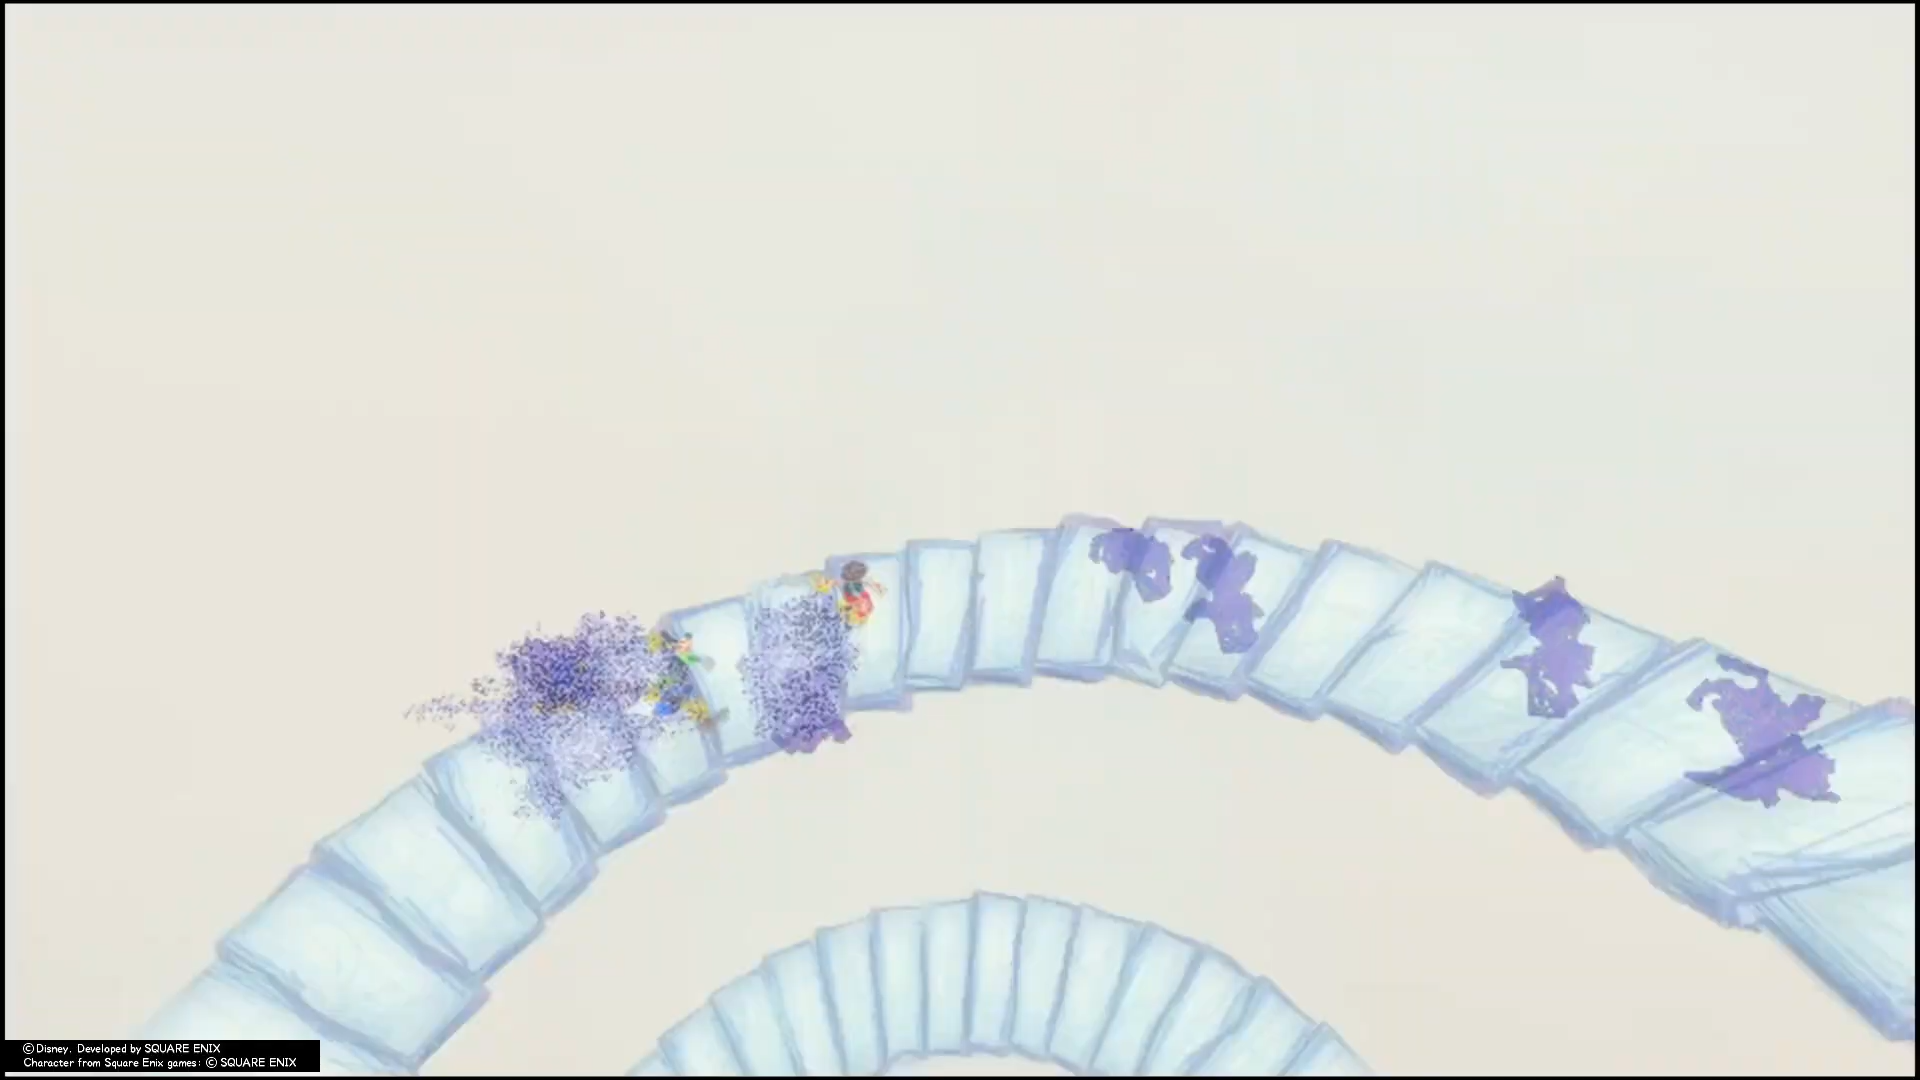 ©Disney. Developed by SQUARE ENIX
Character from Square Enix games: © SQUARE ENIX